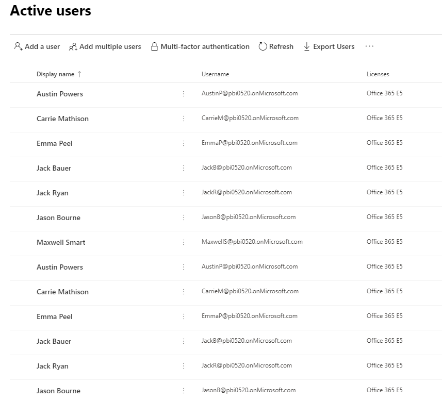 Active users
Add a user Add multiple users Multi-factor authentication Refresh Export Users ...
Display name ↑ Username Licenses
Austin Powers AustinP@pbi0520.onMicrosoft.com Office 365 E5
Carrie Mathison CarrieM@pbi0520.onMicrosoft.com Office 365 E5
Emma Peel EmmaP@pbi0520.onMicrosoft.com Office 365 E5
Jack Bauer JackB@pbi0520.onMicrosoft.com Office 365 E5
Jack Ryan JackR@pbi0520.onMicrosoft.com Office 365 E5
Jason Bourne JasonB@pbi0520.onMicrosoft.com Office 365 E5
Maxwell Smart MaxwellS@pbi0520.onMicrosoft.com Office 365 E5
Austin Powers AustinP@pbi0520.onMicrosoft.com Office 365 E5
Carrie Mathison CarrieM@pbi0520.onMicrosoft.com Office 365 E5
Emma Peel EmmaP@pbi0520.onMicrosoft.com Office 365 E5
Jack Bauer JackB@pbi0520.onMicrosoft.com Office 365 E5
Jack Ryan JackR@pbi0520.onMicrosoft.com Office 365 E5
Jason Bourne JasonB@pbi0520.onMicrosoft.com Office 365 E5